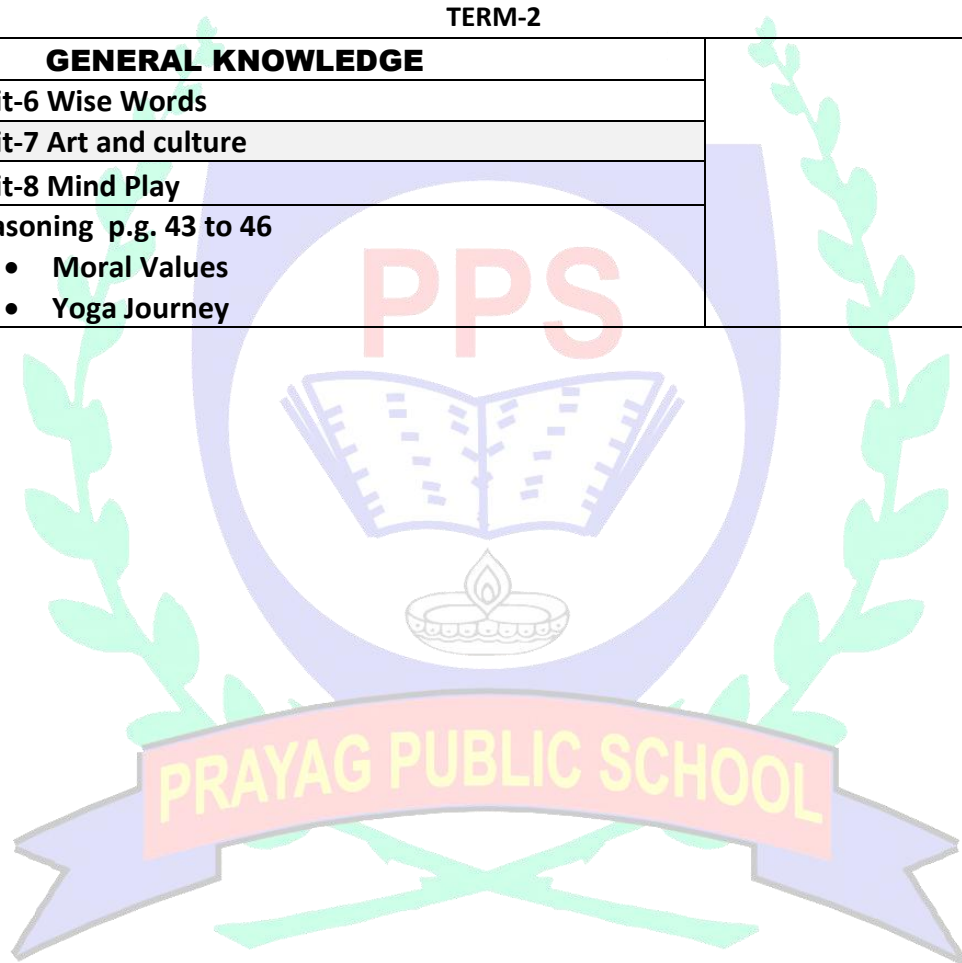 TERM-2
GENERAL KNOWLEDGE
it-6 Wise Words
it-7 Art and culture
it-8 Mind Play
asoning p.g. 43 to 46
• Moral Values
• Yoga Journey
PPS
PRAYAG PUBLIC SCHOOL